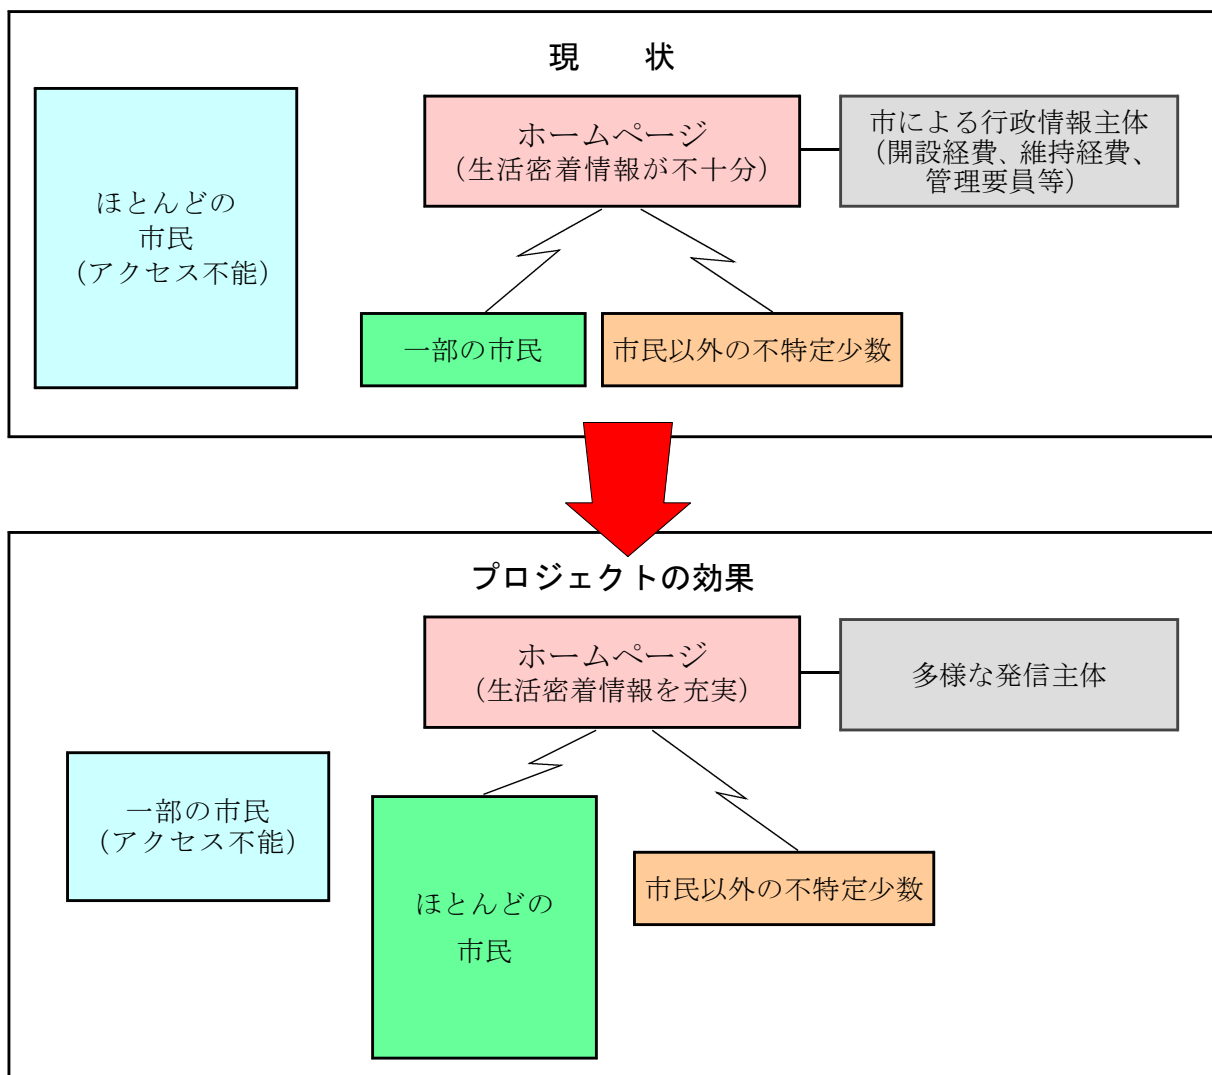 現　　状
ほとんどの
市民
（アクセス不能）
ホームページ
（生活密着情報が不十分）
市による行政情報主体
（開設経費、維持経費、
管理要員等）
一部の市民
市民以外の不特定少数
プロジェクトの効果
ホームページ
（生活密着情報を充実）
多様な発信主体
一部の市民
（アクセス不能）
ほとんどの
市民
市民以外の不特定少数